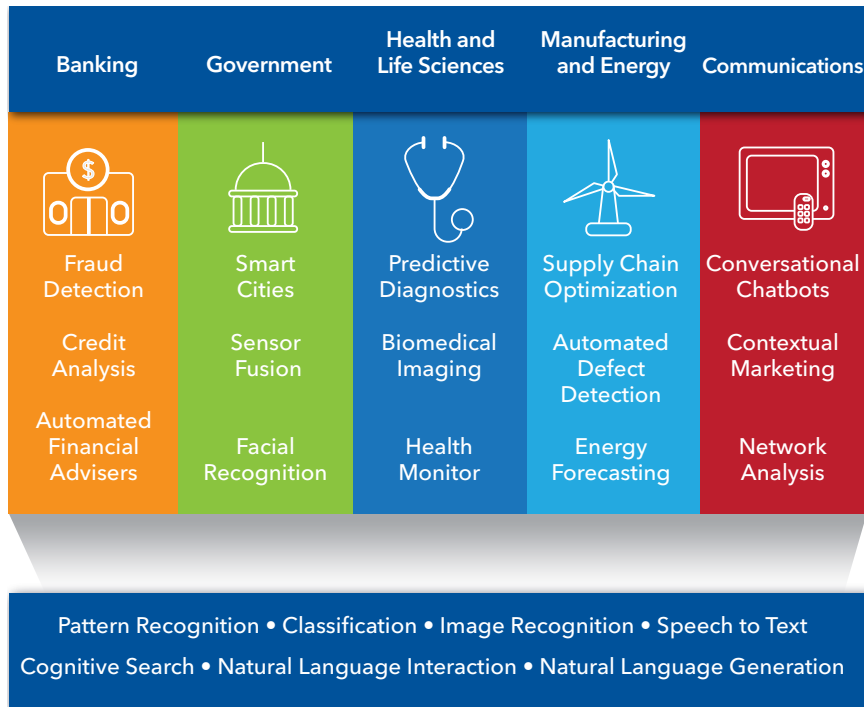 Banking
Government
Health and
Life Sciences
Manufacturing
and Energy
Communications
$
Fraud
Detection
Credit
Analysis
Automated
Financial
Advisers
Smart
Cities
Sensor
Fusion
Facial
Recognition
Predictive
Diagnostics
Biomedical
Imaging
Health
Monitor
Supply Chain
Optimization
Automated
Defect
Detection
Energy
Forecasting
Conversational
Chatbots
Contextual
Marketing
Network
Analysis
Pattern Recognition • Classification • Image Recognition • Speech to Text
Cognitive Search • Natural Language Interaction • Natural Language Generation